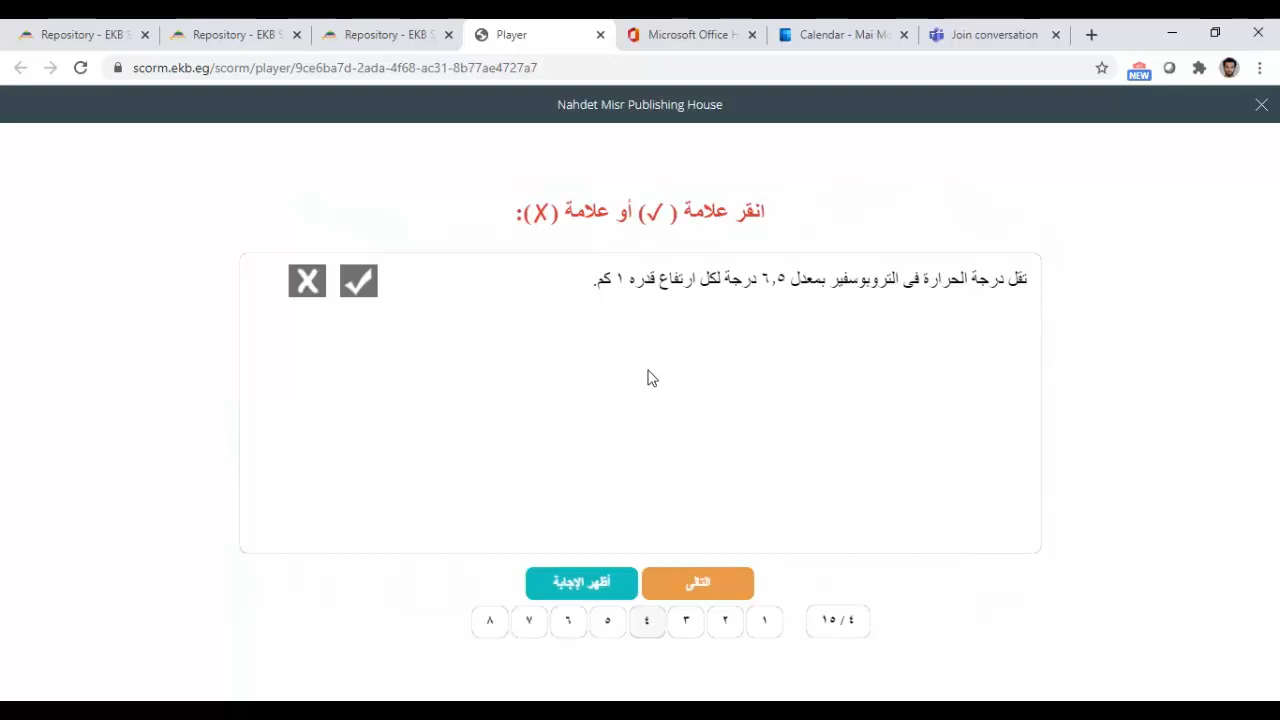 Repository - EKB S
Repository - EKB S
Repository - EKB S
Player
Microsoft Office H
Calendar - Mai Mo
Join conversation
scorm.ekb.eg/scorm/player/9ce6ba7d-2ada-4f68-ac31-8b77ae4727a7
NEW
Nahdet Misr Publishing House
انقر علامة (✓) أو علامة (✗):
تقل درجة الحرارة فى التروبوسفير بمعدل ٦,٥ درجة لكل ارتفاع قدره ١ كم.
التالى
أظهر الإجابة
٤ / ١٥
١ ٢ ٣ ٤ ٥ ٦ ٧ ٨